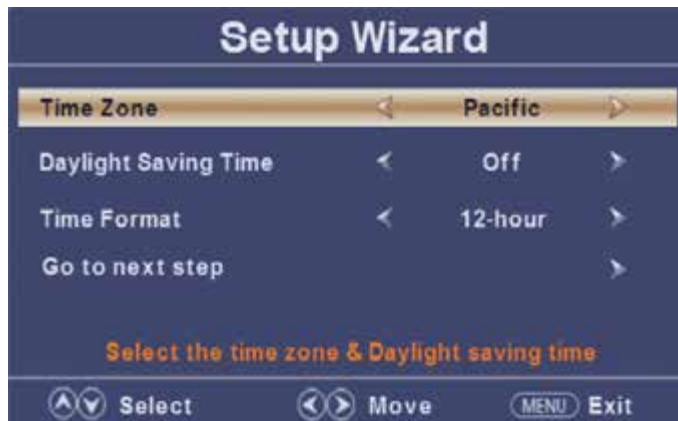 Setup Wizard
Time Zone Pacific
Daylight Saving Time Off
Time Format 12-hour
Go to next step
Select the time zone & Daylight saving time
Select Move MENU Exit